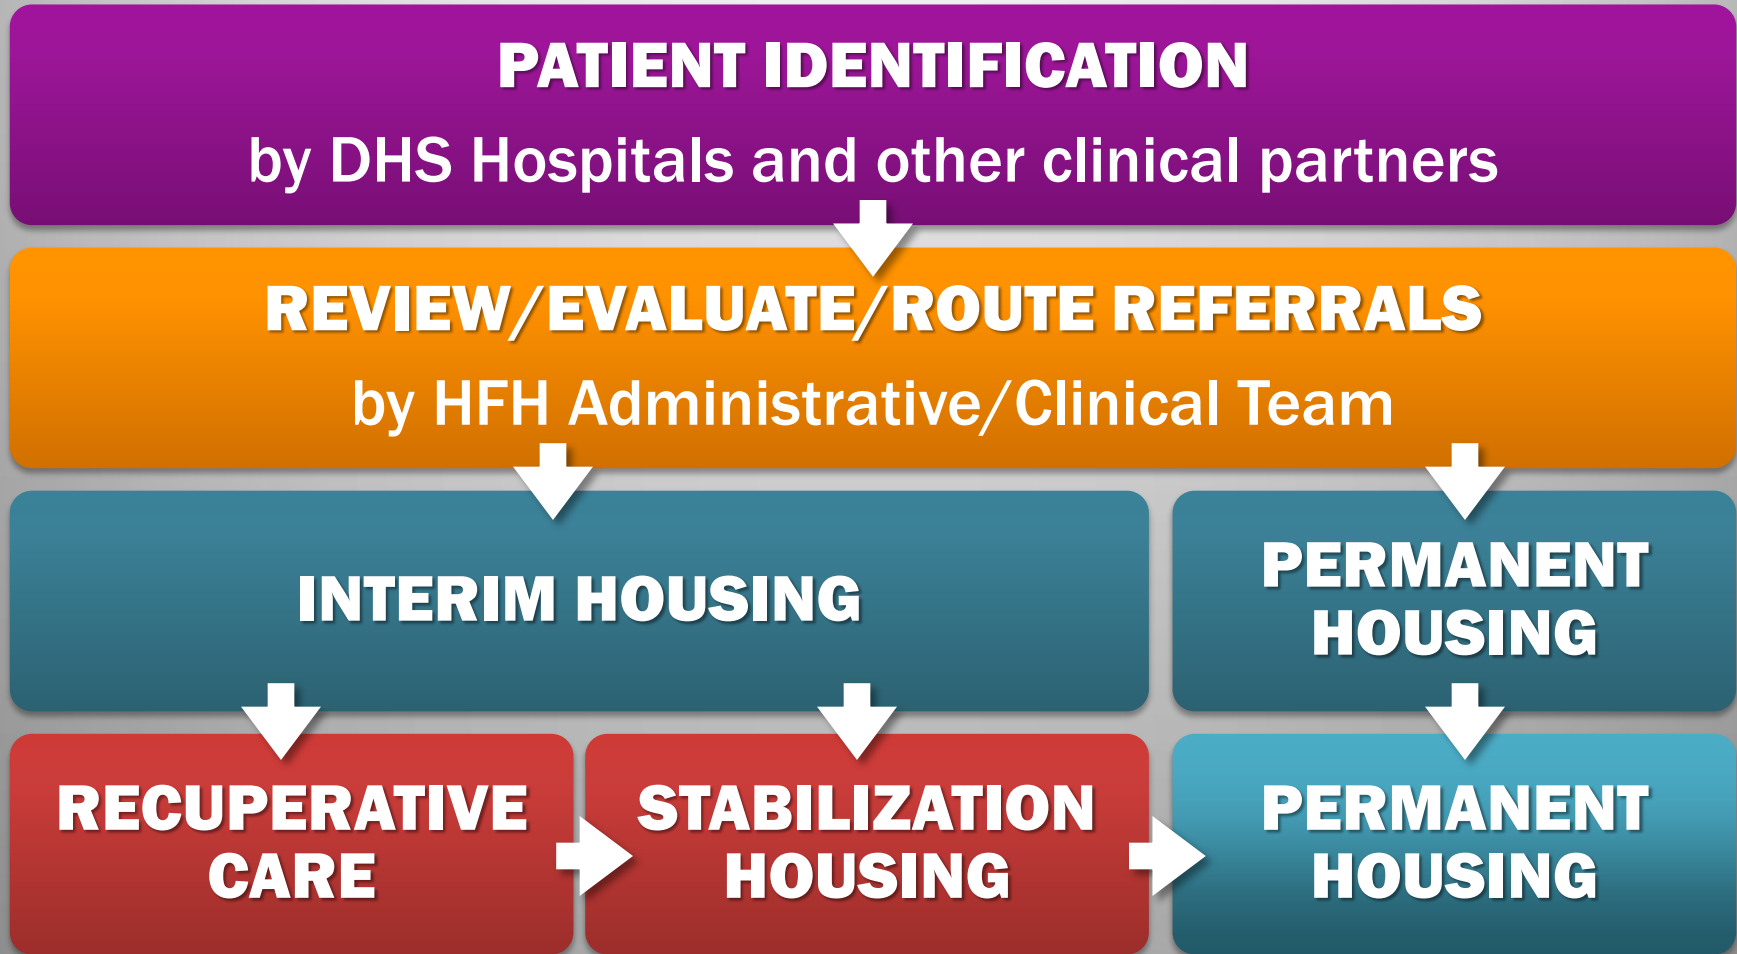 PATIENT IDENTIFICATION
by DHS Hospitals and other clinical partners
REVIEW/EVALUATE/ROUTE REFERRALS
by HFH Administrative/Clinical Team
INTERIM HOUSING
PERMANENT
HOUSING
RECUPERATIVE
CARE
STABILIZATION
HOUSING
PERMANENT
HOUSING